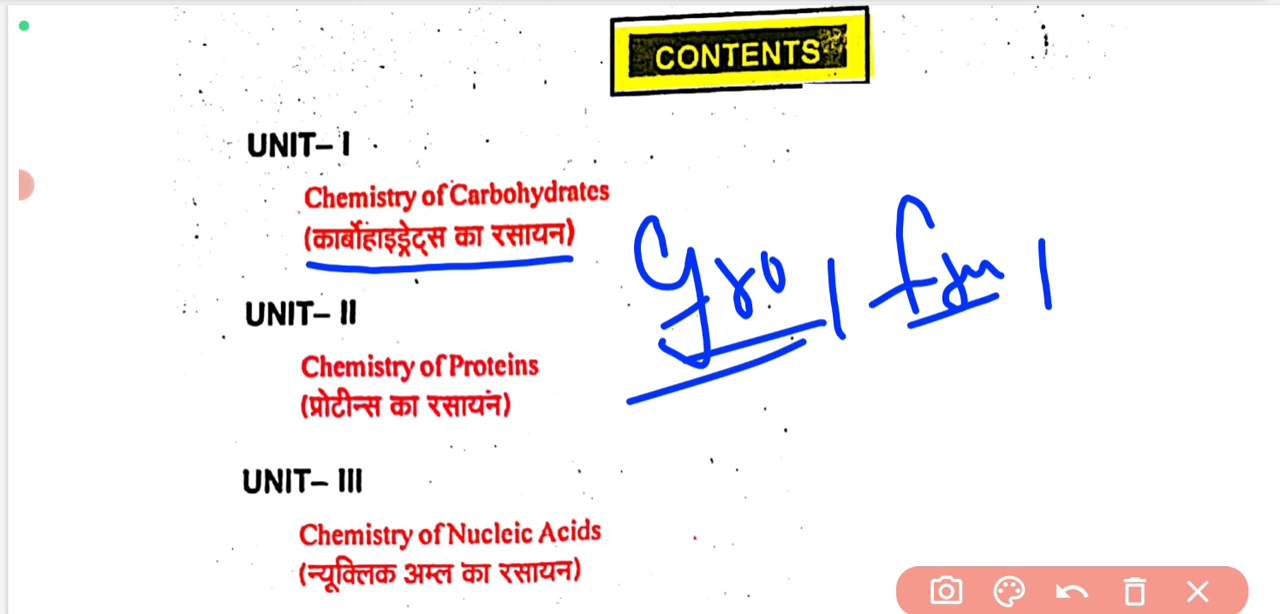 CONTENTS
UNIT–I
Chemistry of Carbohydrates
(कार्बोहाइड्रेट्स का रसायन)
UNIT–II
Chemistry of Proteins
(प्रोटीन्स का रसायन)
UNIT–III
Chemistry of Nucleic Acids
(न्यूक्लिक अम्ल का रसायन)